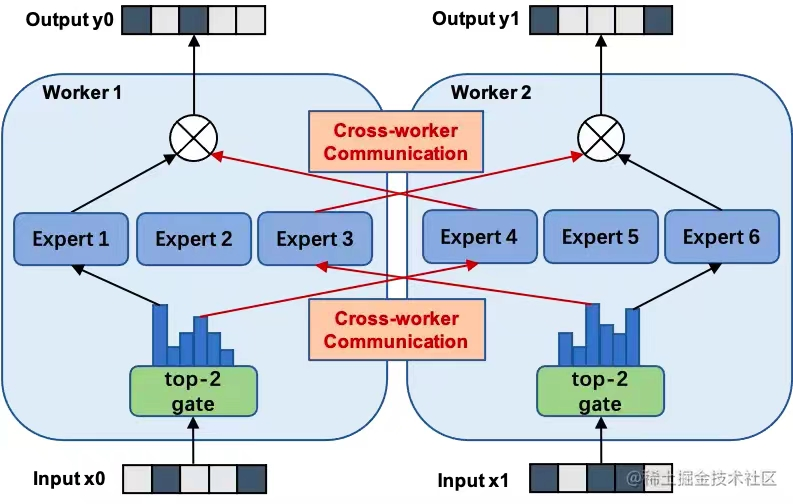 Output y0
Output y1
Worker 1
Worker 2
Cross-worker
Communication
Expert 1
Expert 2
Expert 3
Expert 4
Expert 5
Expert 6
Cross-worker
Communication
top-2
gate
top-2
gate
Input x0
Input x1
@稀土掘金技术社区